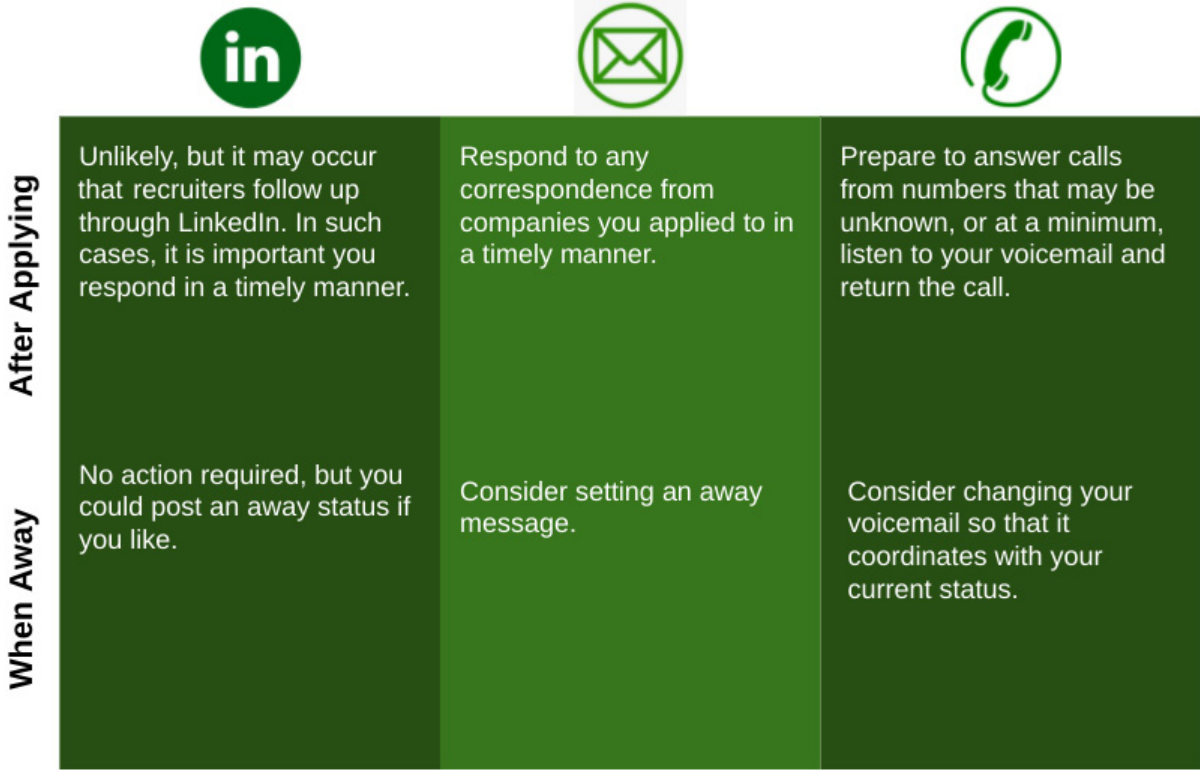 in
After Applying
Unlikely, but it may occur
that recruiters follow up
through LinkedIn. In such
cases, it is important you
respond in a timely manner.
Respond to any
correspondence from
companies you applied to in
a timely manner.
Prepare to answer calls
from numbers that may be
unknown, or at a minimum,
listen to your voicemail and
return the call.
When Away
No action required, but you
could post an away status if
you like.
Consider setting an away
message.
Consider changing your
voicemail so that it
coordinates with your
current status.